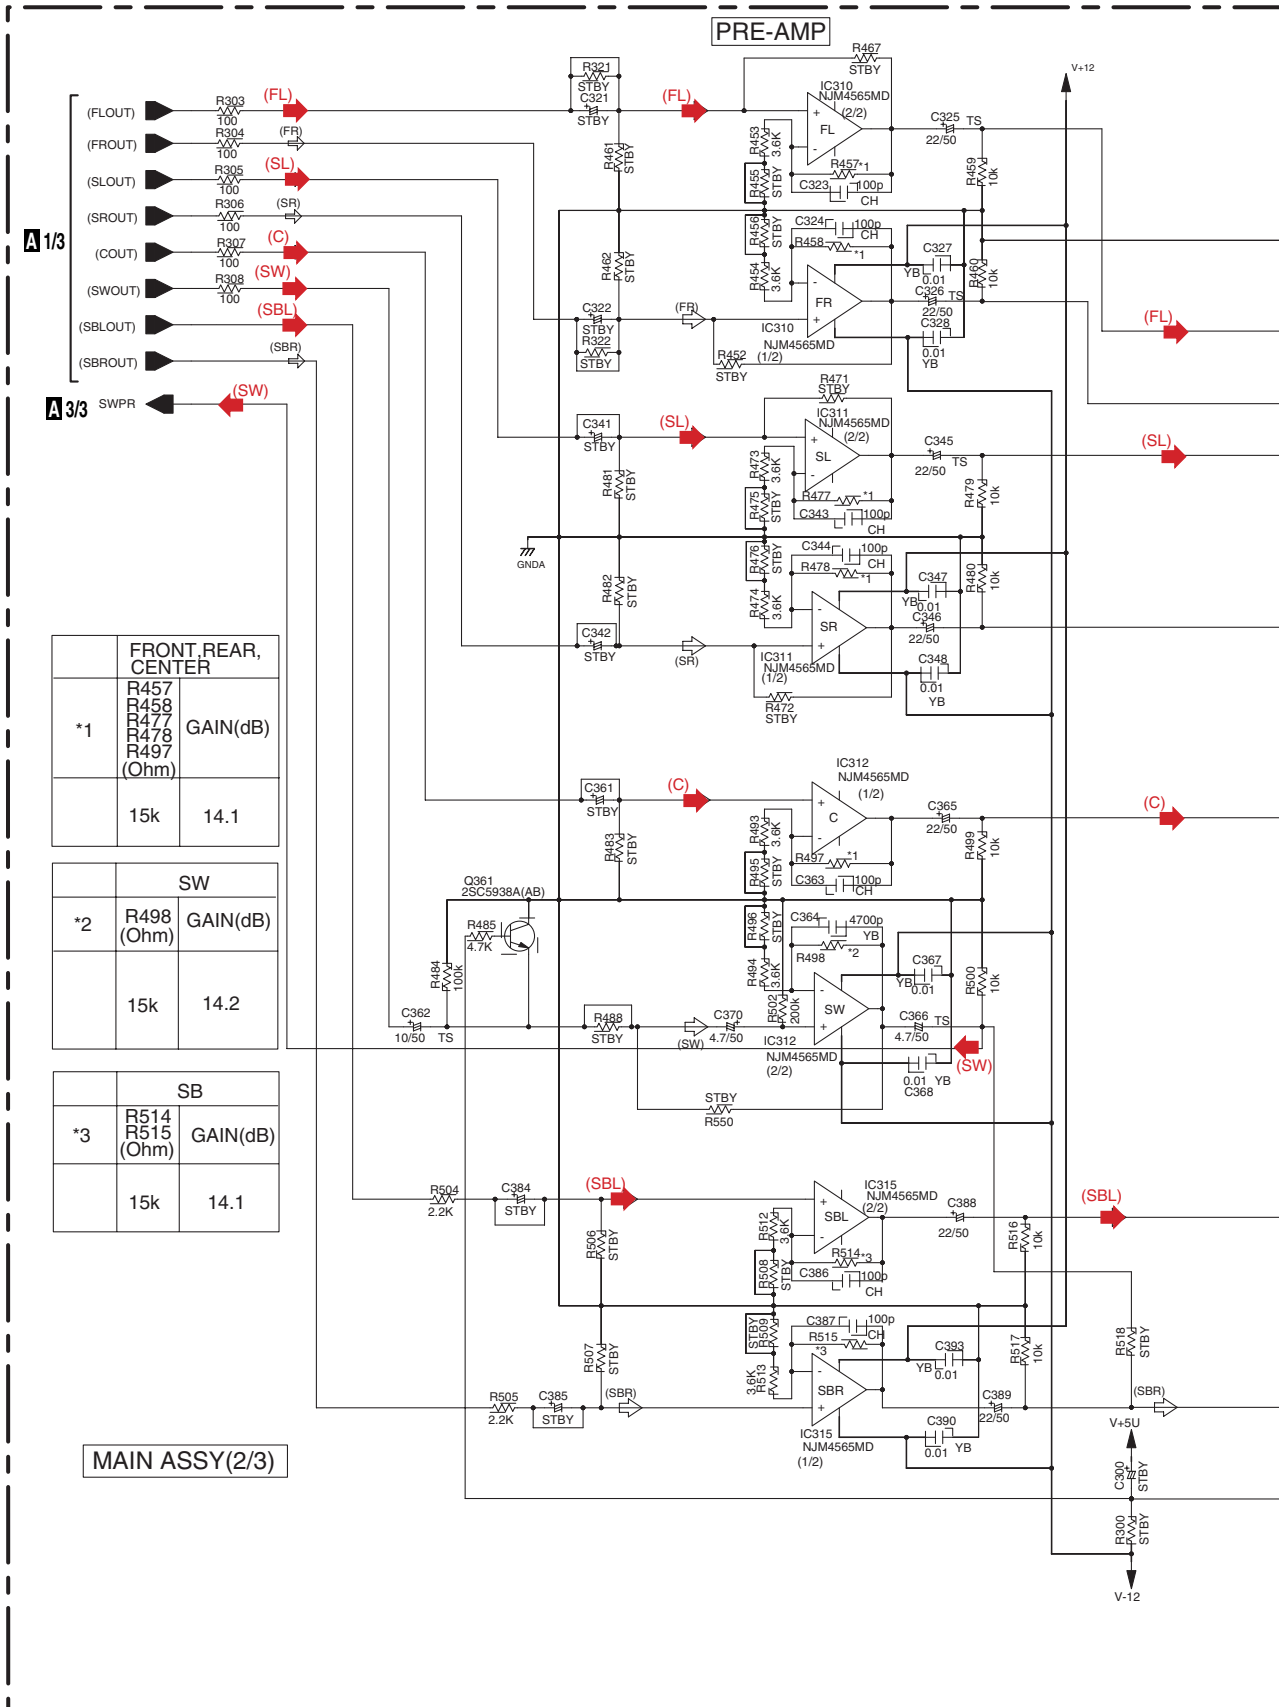 PRE-AMP
R467
STBY
V+12
R321
STBY
C321
STBY
(FL)
IC310
NJM4565MD
(2/2)
FL
+
-
(FLOUT)
R303
100
(FL)
(FROUT)
R304
100
(FR)
(SLOUT)
R305
100
(SL)
(SROUT)
R306
100
(SR)
A 1/3
(COUT)
R307
100
(C)
(SWOUT)
R308
100
(SW)
(SBLOUT)
(SBL)
(SBROUT)
(SBR)
A 3/3
SWPR
(SW)
R461
STBY
R453
3.6K
R455
STBY
R457
*1
C323
100p
CH
C325
TS
22/50
R459
10k
R462
STBY
R456
STBY
R454
3.6K
C324
100p
CH
R458
*1
FR
-
+
IC310
NJM4565MD
(1/2)
C327
YB
0.01
C326
TS
22/50
C328
0.01
YB
R460
10k
C322
STBY
R322
STBY
(FR)
R452
STBY
(FL)
R471
STBY
IC311
NJM4565MD
(2/2)
SL
+
-
C341
STBY
(SL)
R481
STBY
R473
3.6K
R475
STBY
R477
*1
C343
100p
CH
C345
TS
22/50
R479
10k
(SL)
GNDA
R482
STBY
R476
STBY
R474
3.6K
C344
100p
CH
R478
*1
SR
-
+
C347
YB
0.01
C346
22/50
C348
0.01
YB
R480
10k
C342
STBY
(SR)
IC311
NJM4565MD
(1/2)
R472
STBY
FRONT,REAR,
CENTER
*1
R457
R458
R477
R478
R497
(Ohm)
GAIN(dB)
15k
14.1
IC312
NJM4565MD
(1/2)
C
+
-
C361
STBY
(C)
R483
STBY
R493
3.6K
R495
STBY
R497
*1
C363
100p
CH
C365
22/50
R499
10k
(C)
SW
*2
R498
(Ohm)
GAIN(dB)
15k
14.2
Q361
2SC5938A(AB)
R485
4.7K
R484
100k
C362
10/50
TS
R488
STBY
(SW)
C370
4.7/50
R496
STBY
R494
3.6K
R502
200k
C364
4700p
YB
R498
*2
SW
-
+
IC312
NJM4565MD
(2/2)
C367
YB
0.01
C366
TS
4.7/50
0.01
YB
C368
R500
10k
(SW)
STBY
R550
SB
*3
R514
R515
(Ohm)
GAIN(dB)
15k
14.1
R504
2.2K
C384
STBY
(SBL)
R506
STBY
IC315
NJM4565MD
(2/2)
SBL
+
-
R512
3.6K
R508
STBY
R514
*3
C386
100p
CH
C388
22/50
R516
10k
(SBL)
R507
STBY
STBY
R509
3.6K
R513
C387
100p
CH
R515
*3
SBR
-
+
IC315
NJM4565MD
(1/2)
C393
YB
0.01
C389
22/50
C390
0.01
YB
R517
10k
R518
STBY
R505
2.2K
C385
STBY
(SBR)
(SBR)
V+5U
C300
STBY
R300
STBY
V-12
MAIN ASSY(2/3)